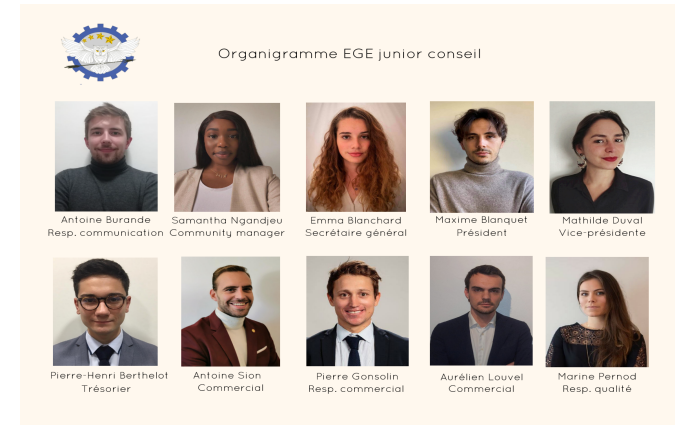 Organigramme EGE junior conseil
Antoine Burande
Resp. communication
Samantha Ngandjeu
Community manager
Emma Blanchard
Secrétaire général
Maxime Blanquet
Président
Mathilde Duval
Vice-présidente
Pierre-Henri Berthelot
Trésorier
Antoine Sion
Commercial
Pierre Gonsolin
Resp. commercial
Aurélien Louvel
Commercial
Marine Pernod
Resp. qualité